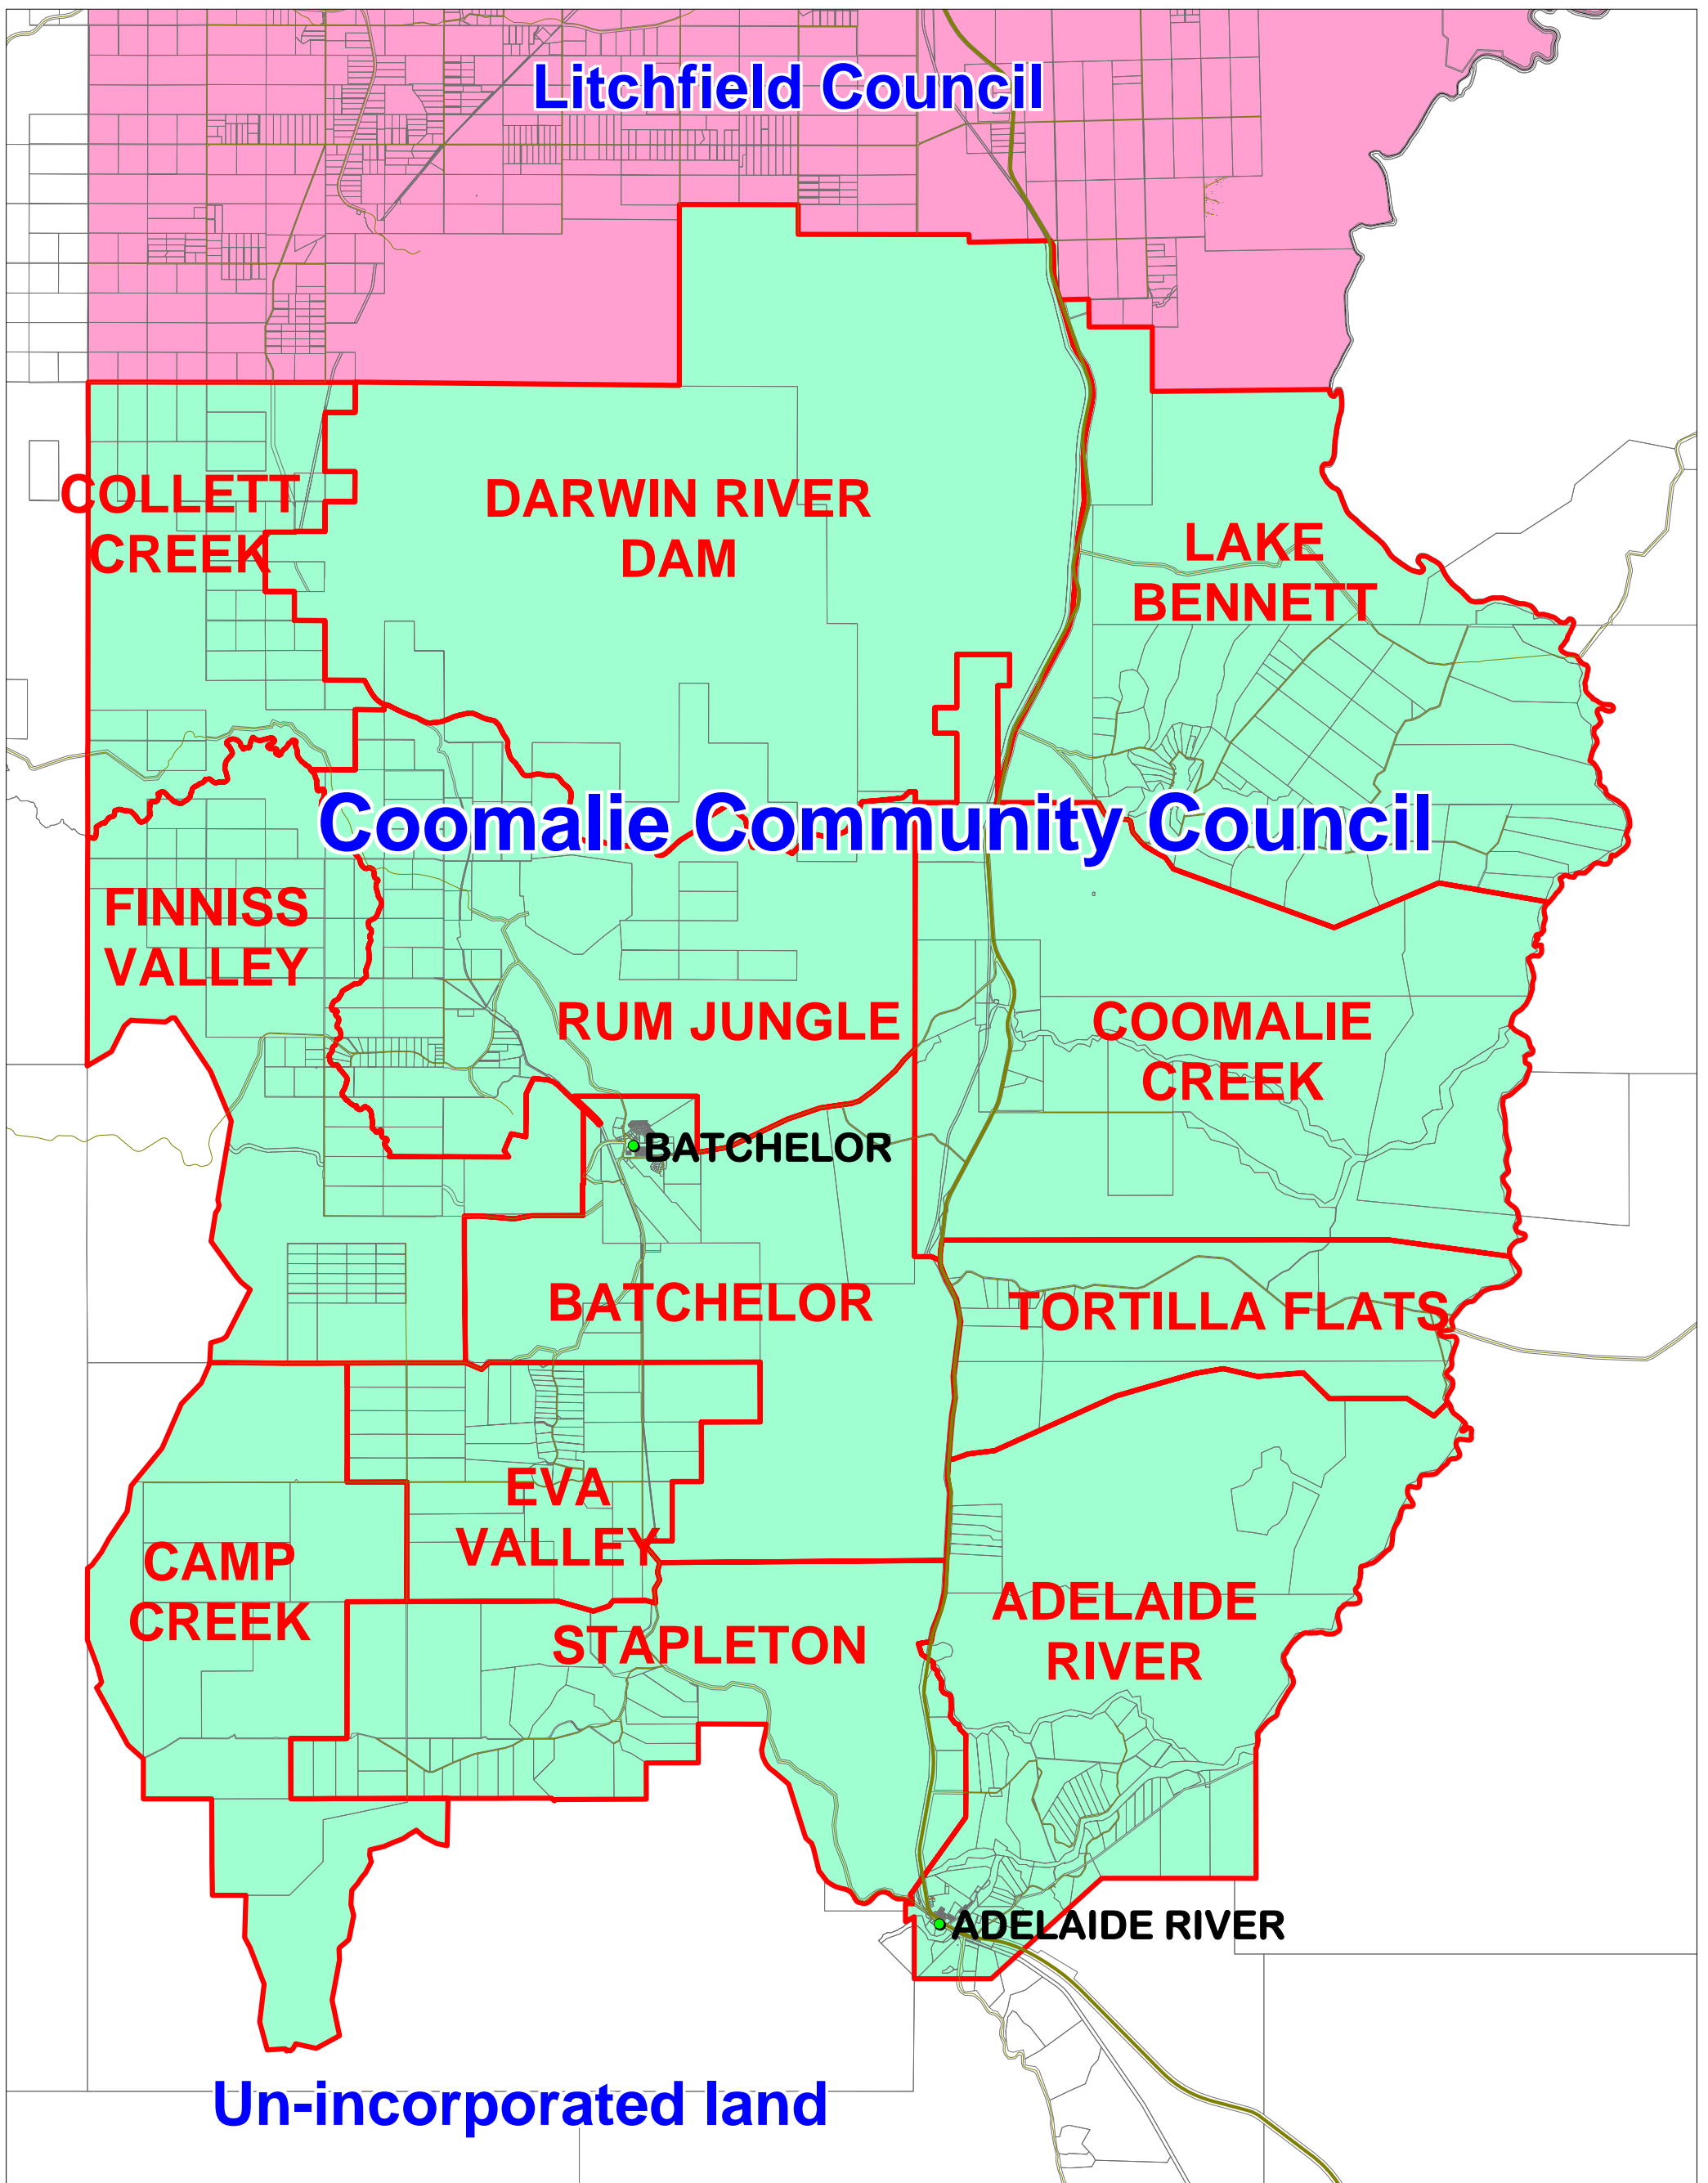 Litchfield Council
COLLETT
CREEK
DARWIN RIVER
DAM
LAKE
BENNETT
Coomalie Community Council
FINNISS
VALLEY
RUM JUNGLE
COOMALIE
CREEK
BATCHELOR
BATCHELOR
TORTILLA FLATS
EVA
VALLEY
CAMP
CREEK
ADELAIDE
RIVER
STAPLETON
ADELAIDE RIVER
Un-incorporated land